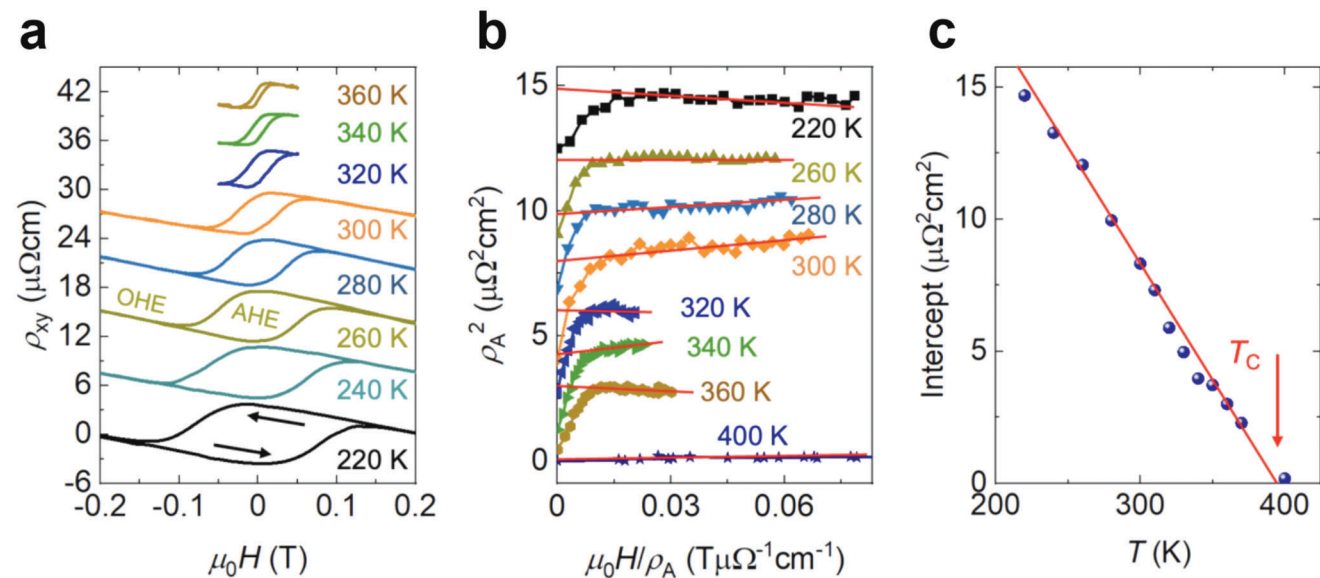 a
42
36
30
24
18
12
6
0
-6
ρxy (μΩcm)
360 K
340 K
320 K
300 K
280 K
OHE
AHE
260 K
240 K
220 K
-0.2
-0.1
0
0.1
0.2
μ0H (T)
b
15
10
5
0
ρA² (μΩ²cm²)
220 K
260 K
280 K
300 K
320 K
340 K
360 K
400 K
0
0.03
0.06
μ0H/ρA (TμΩ⁻¹cm⁻¹)
c
15
10
5
0
Intercept (μΩ²cm²)
TC
200
300
400
T (K)